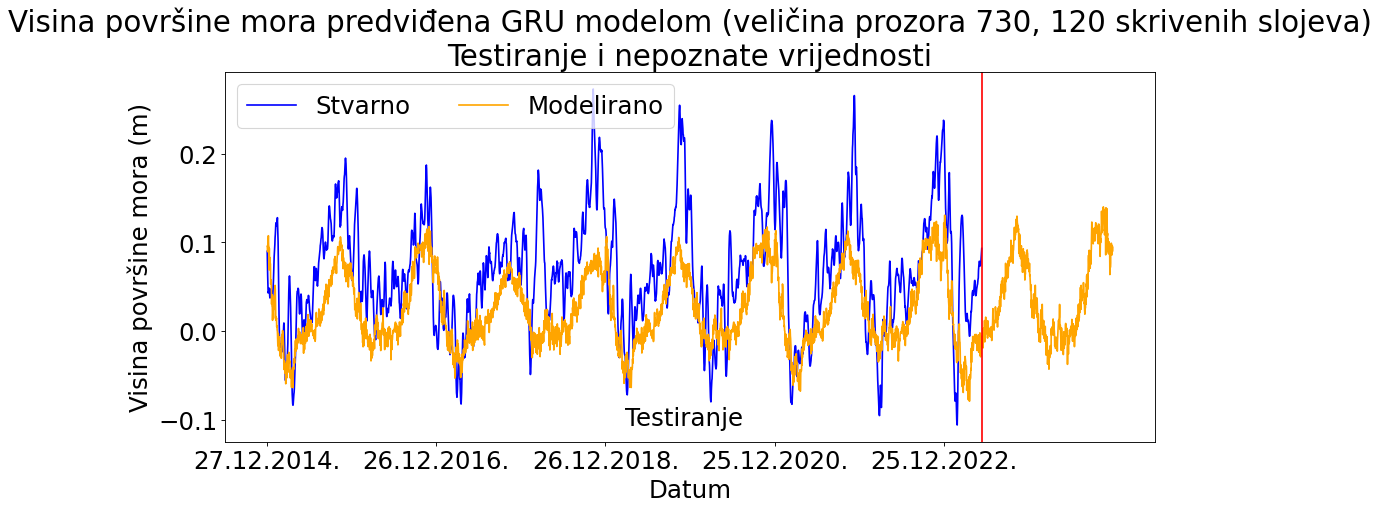 Visina površine mora predviđena GRU modelom (veličina prozora 730, 120 skrivenih slojeva)
Testiranje i nepoznate vrijednosti
Stvarno
Modelirano
Visina površine mora (m)
0.2
0.1
0.0
−0.1
Testiranje
27.12.2014.
26.12.2016.
26.12.2018.
25.12.2020.
25.12.2022.
Datum